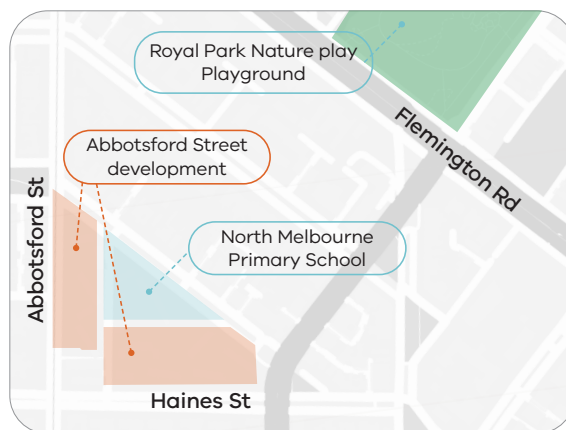 Royal Park Nature play
Playground
Flemington Rd
Abbotsford Street
development
Abbotsford St
North Melbourne
Primary School
Haines St